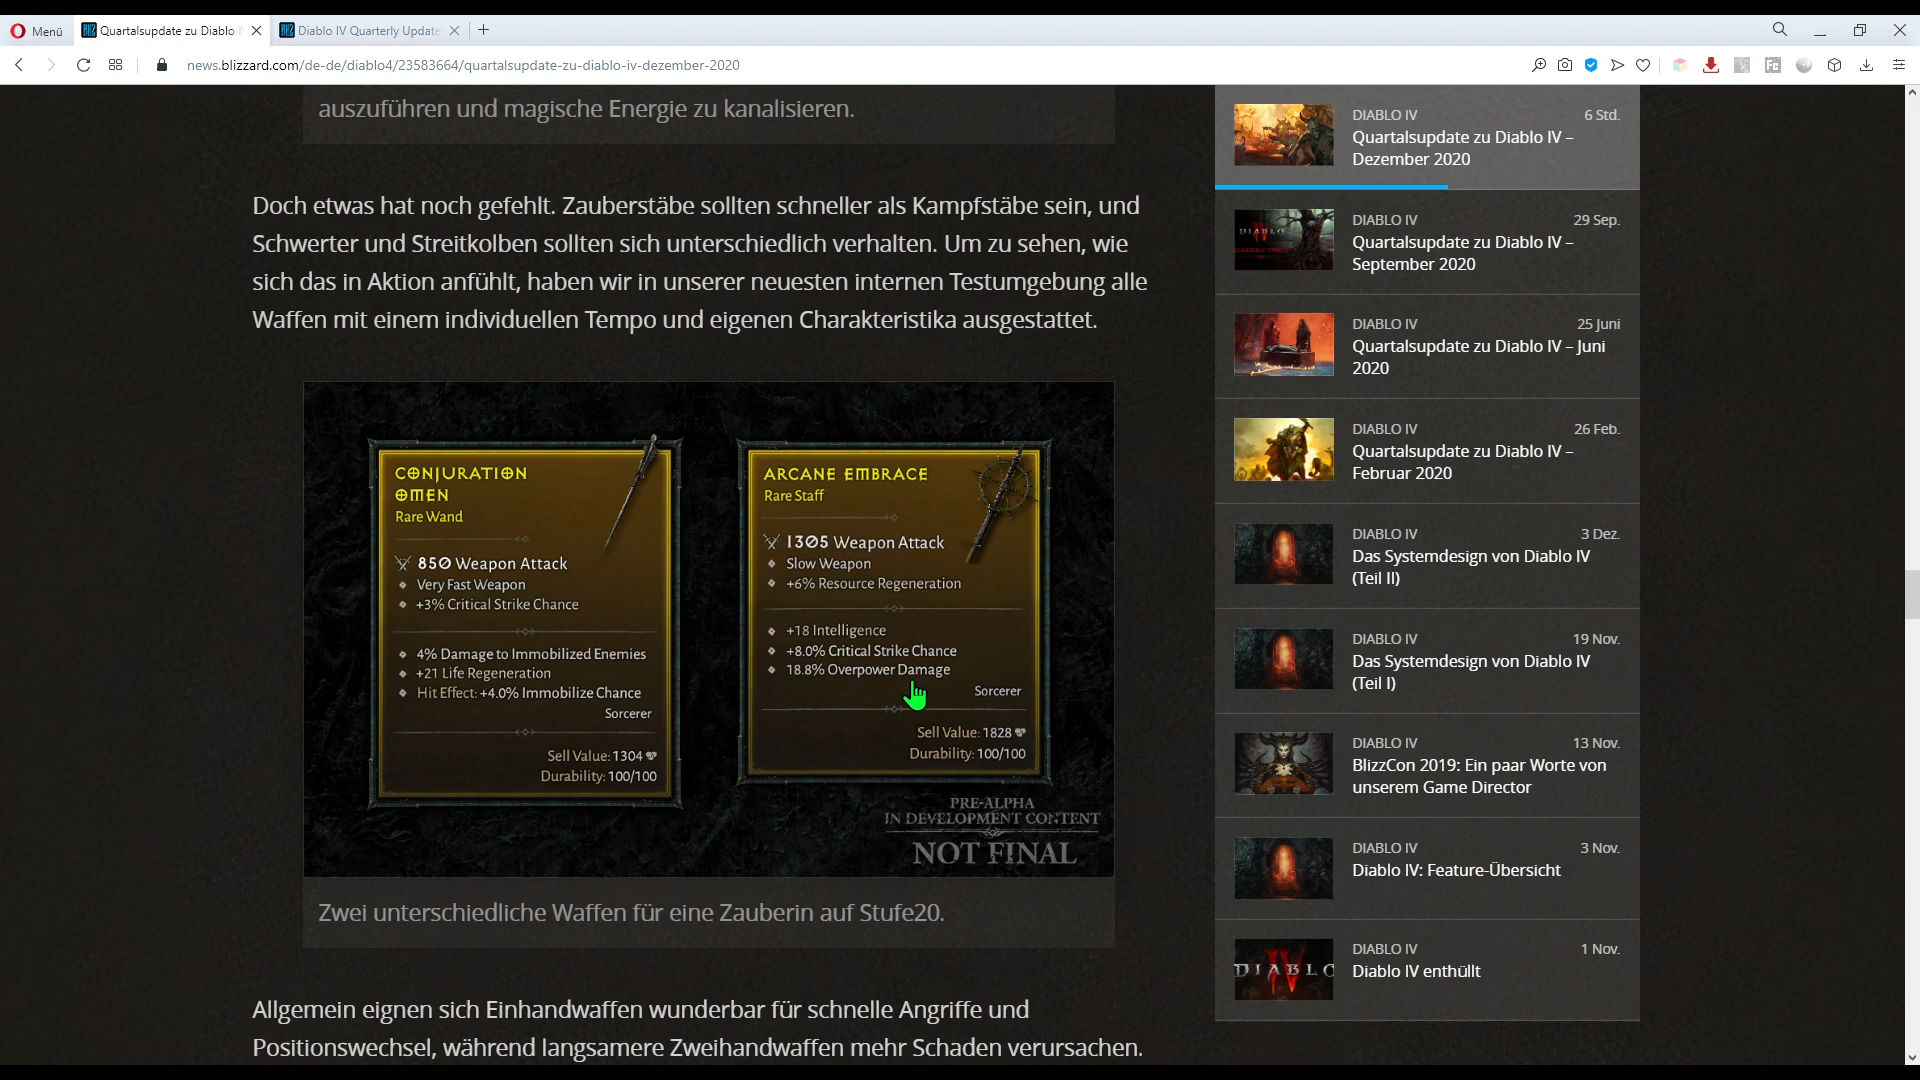 Menü
Quartalsupdate zu Diablo
Diablo IV Quarterly Update
news.blizzard.com/de-de/diablo4/23583664/quartalsupdate-zu-diablo-iv-dezember-2020
auszuführen und magische Energie zu kanalisieren.
Doch etwas hat noch gefehlt. Zauberstäbe sollten schneller als Kampfstäbe sein, und
Schwerter und Streitkolben sollten sich unterschiedlich verhalten. Um zu sehen, wie
sich das in Aktion anfühlt, haben wir in unserer neuesten internen Testumgebung alle
Waffen mit einem individuellen Tempo und eigenen Charakteristika ausgestattet.
CONJURATION
OMEN
Rare Wand
850 Weapon Attack
Very Fast Weapon
+3% Critical Strike Chance
4% Damage to Immobilized Enemies
+21 Life Regeneration
Hit Effect: +4.0% Immobilize Chance
Sorcerer
Sell Value: 1304
Durability: 100/100
ARCANE EMBRACE
Rare Staff
1305 Weapon Attack
Slow Weapon
+6% Resource Regeneration
+18 Intelligence
+8.0% Critical Strike Chance
18.8% Overpower Damage
Sorcerer
Sell Value: 1828
Durability: 100/100
PRE-ALPHA
IN DEVELOPMENT CONTENT
NOT FINAL
Zwei unterschiedliche Waffen für eine Zauberin auf Stufe20.
Allgemein eignen sich Einhandwaffen wunderbar für schnelle Angriffe und
Positionswechsel, während langsamere Zweihandwaffen mehr Schaden verursachen.
DIABLO IV 6 Std.
Quartalsupdate zu Diablo IV –
Dezember 2020
DIABLO IV 29 Sep.
Quartalsupdate zu Diablo IV –
September 2020
DIABLO IV 25 Juni
Quartalsupdate zu Diablo IV – Juni
2020
DIABLO IV 26 Feb.
Quartalsupdate zu Diablo IV –
Februar 2020
DIABLO IV 3 Dez.
Das Systemdesign von Diablo IV
(Teil II)
DIABLO IV 19 Nov.
Das Systemdesign von Diablo IV
(Teil I)
DIABLO IV 13 Nov.
BlizzCon 2019: Ein paar Worte von
unserem Game Director
DIABLO IV 3 Nov.
Diablo IV: Feature-Übersicht
DIABLO IV 1 Nov.
Diablo IV enthüllt
DIABLO
IV